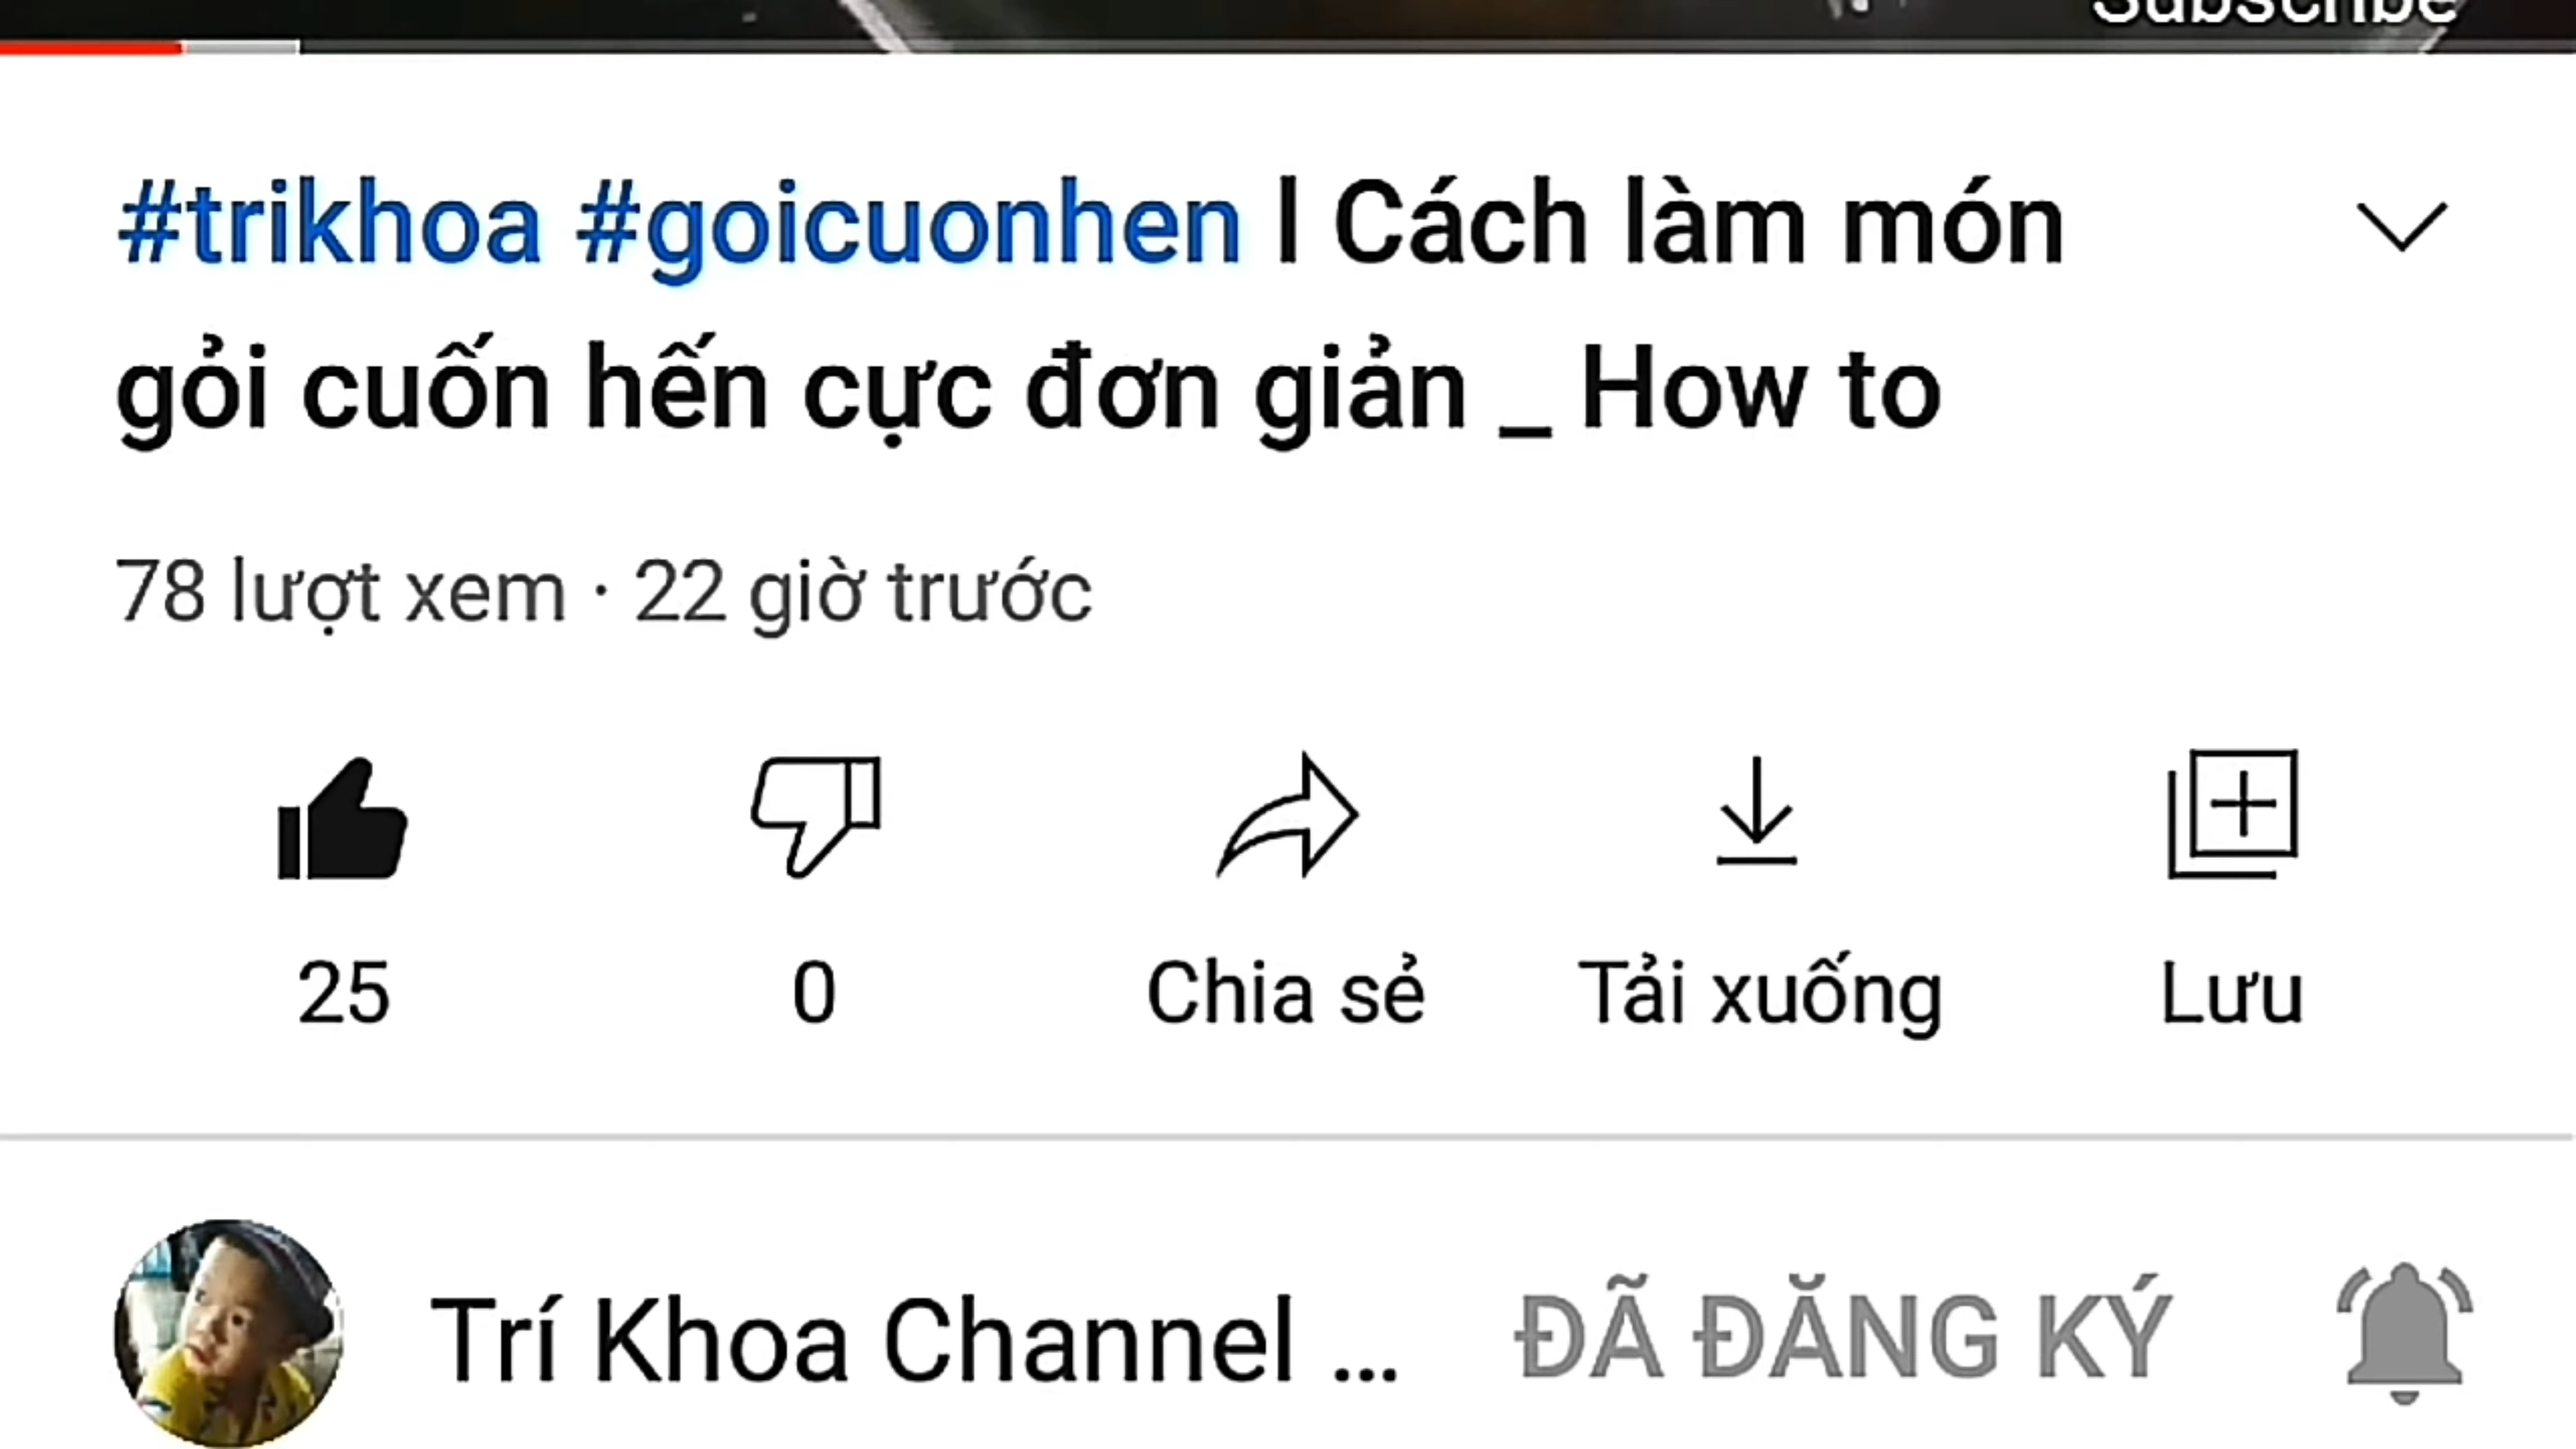 Subscribe
#trikhoa #goicuonhen l Cách làm món
gỏi cuốn hến cực đơn giản _ How to
78 lượt xem · 22 giờ trước
25 0 Chia sẻ Tải xuống Lưu
Trí Khoa Channel ... ĐÃ ĐĂNG KÝ